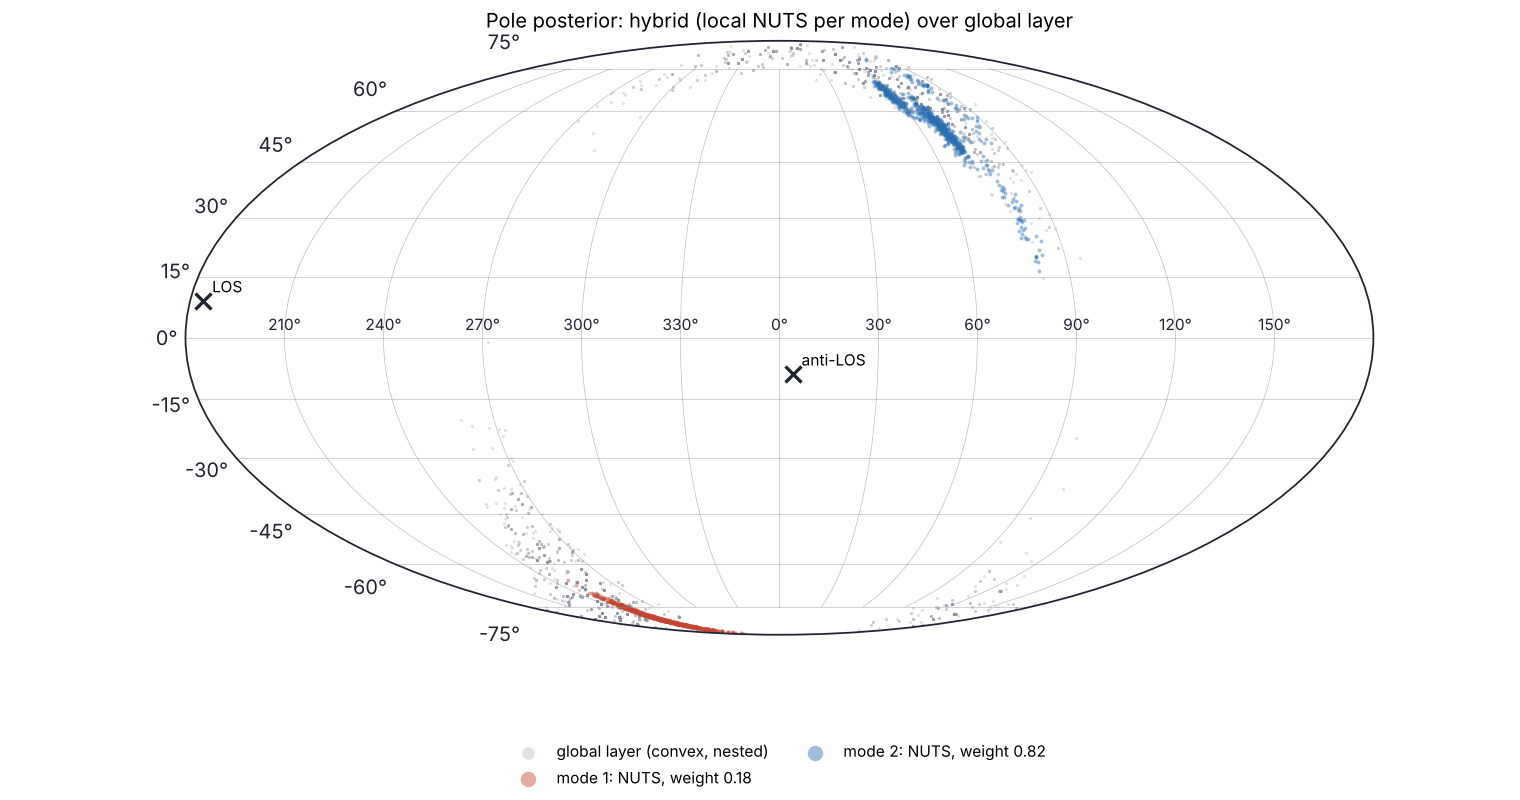 Pole posterior: hybrid (local NUTS per mode) over global layer
75°
60°
45°
30°
15°
LOS
210° 240° 270° 300° 330° 0° 30° 60° 90° 120° 150°
0°
anti-LOS
-15°
-30°
-45°
-60°
-75°
global layer (convex, nested)
mode 2: NUTS, weight 0.82
mode 1: NUTS, weight 0.18